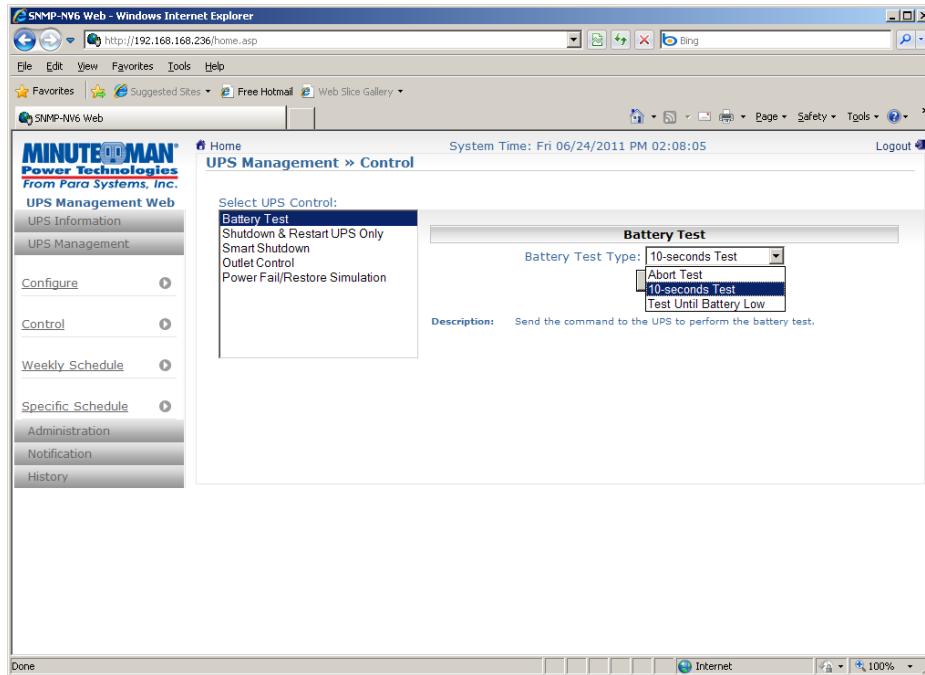 SNMP-NV6 Web - Windows Internet Explorer
http://192.168.168.236/home.asp
Bing
File Edit View Favorites Tools Help
Favorites Suggested Sites Free Hotmail Web Slice Gallery
SNMP-NV6 Web
Page Safety Tools
MINUTEMAN®
Power Technologies
From Para Systems, Inc.
UPS Management Web
UPS Information
UPS Management
Configure
Control
Weekly Schedule
Specific Schedule
Administration
Notification
History
Home System Time: Fri 06/24/2011 PM 02:08:05 Logout
UPS Management » Control
Select UPS Control:
Battery Test
Shutdown & Restart UPS Only
Smart Shutdown
Outlet Control
Power Fail/Restore Simulation
Battery Test
Battery Test Type: 10-seconds Test
Abort Test
10-seconds Test
Test Until Battery Low
Description: Send the command to the UPS to perform the battery test.
Done Internet 100%